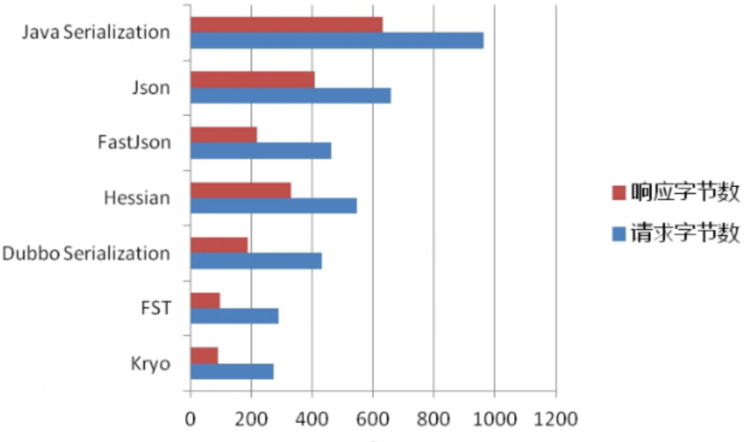 Java Serialization
Json
FastJson
Hessian
Dubbo Serialization
FST
Kryo
0 200 400 600 800 1000 1200
响应字节数
请求字节数